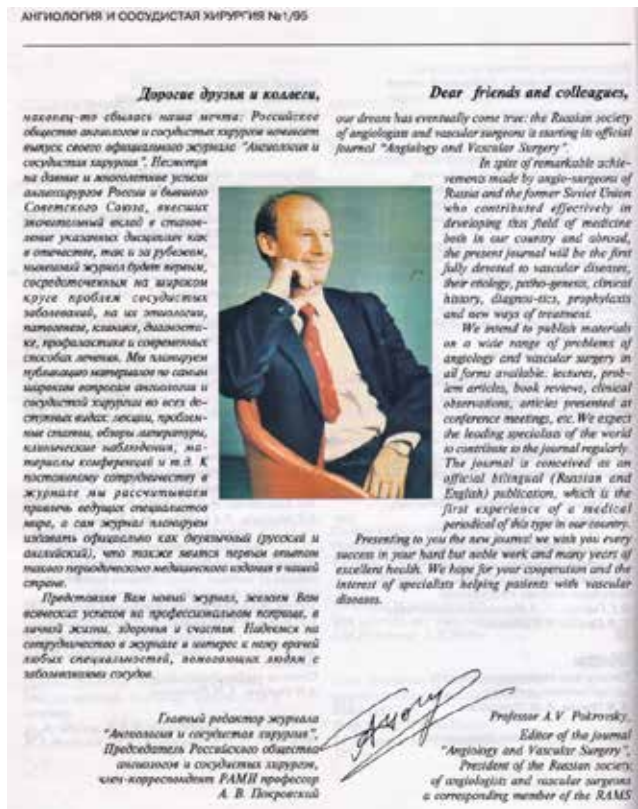 АНГИОЛОГИЯ И СОСУДИСТАЯ ХИРУРГИЯ №1/95
Дорогие друзья и коллеги,
наконец-то сбылась наша мечта: Российское
общество ангиологов и сосудистых хирургов начинает
выпуск своего официального журнала "Ангиология и
сосудистая хирургия". Несмотря
на давние и многолетние успехи
ангиохирургов России и бывшего
Советского Союза, внесших
значительный вклад в станов-
ление указанных дисциплин как
в отечестве, так и за рубежом,
нынешний журнал будет первым,
сосредоточенным на широком
круге проблем сосудистых
заболеваний, на их этиологии,
патогенезе, клинике, диагности-
ке, профилактике и современных
способах лечения. Мы планируем
публикацию материалов по самым
широким вопросам ангиологии и
сосудистой хирургии во всех до-
ступных видах: лекции, проблем-
ные статьи, обзоры литературы,
клинические наблюдения, ма-
териалы конференций и т.д. К
постоянному сотрудничеству в
журнале мы рассчитываем
привлечь ведущих специалистов
мира, а сам журнал планируем
издавать официально как двуязычный (русский и
английский), что также явится первым опытом
такого периодического медицинского издания в нашей
стране.
Представляя Вам новый журнал, желаем Вам
всяческих успехов на профессиональном поприще, в
личной жизни, здоровья и счастья. Надеемся на
сотрудничество в журнале и интерес к нему врачей
любых специальностей, помогающих людям с
заболеваниями сосудов.
Главный редактор журнала
"Ангиология и сосудистая хирургия",
Председатель Российского общества
ангиологов и сосудистых хирургов,
член-корреспондент РАМН профессор
А. В. Покровский
Dear friends and colleagues,
our dream has eventually come true: the Russian society
of angiologists and vascular surgeons is starting its official
journal "Angiology and Vascular Surgery".
In spite of remarkable achie-
vements made by angio-surgeons of
Russia and the former Soviet Union
who contributed effectively in
developing this field of medicine
both in our country and abroad,
the present journal will be the first
fully devoted to vascular diseases,
their etiology, patho-genesis, clinical
history, diagnos-tics, prophylaxis
and new ways of treatment.
We intend to publish materials
on a wide range of problems of
angiology and vascular surgery in
all forms available: lectures, prob-
lem articles, book reviews, clinical
observations, articles presented at
conference meetings, etc. We expect
the leading specialists of the world
to contribute to the journal regularly.
The journal is conceived as an
official bilingual (Russian and
English) publication, which is the
first experience of a medical
periodical of this type in our country.
Presenting to you the new journal we wish you every
success in your hard but noble work and many years of
excellent health. We hope for your cooperation and the
interest of specialists helping patients with vascular
diseases.
Professor A.V. Pokrovsky,
Editor of the journal
"Angiology and Vascular Surgery",
President of the Russian society
of angiologists and vascular surgeons
a corresponding member of the RAMS